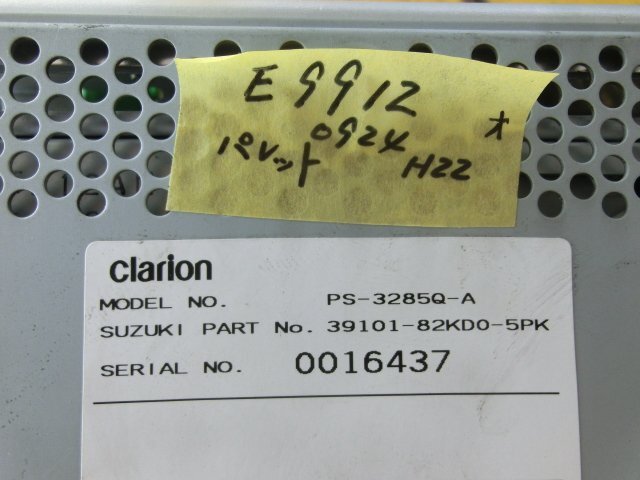 E9912
0924 オ
パレット H22
clarion
MODEL NO. PS-3285Q-A
SUZUKI PART No. 39101-82KD0-5PK
SERIAL NO. 0016437